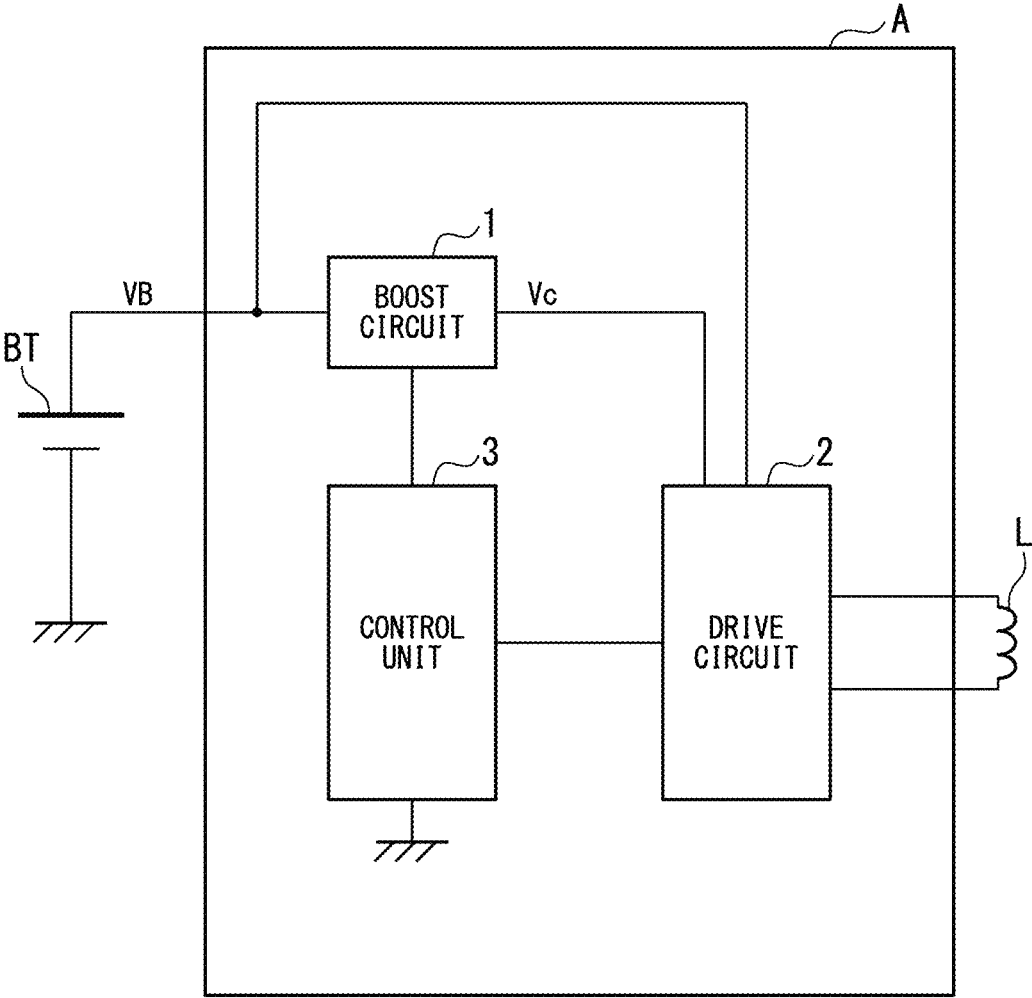 A
1
BOOST
CIRCUIT
VB
Vc
BT
3
2
CONTROL
UNIT
DRIVE
CIRCUIT
L